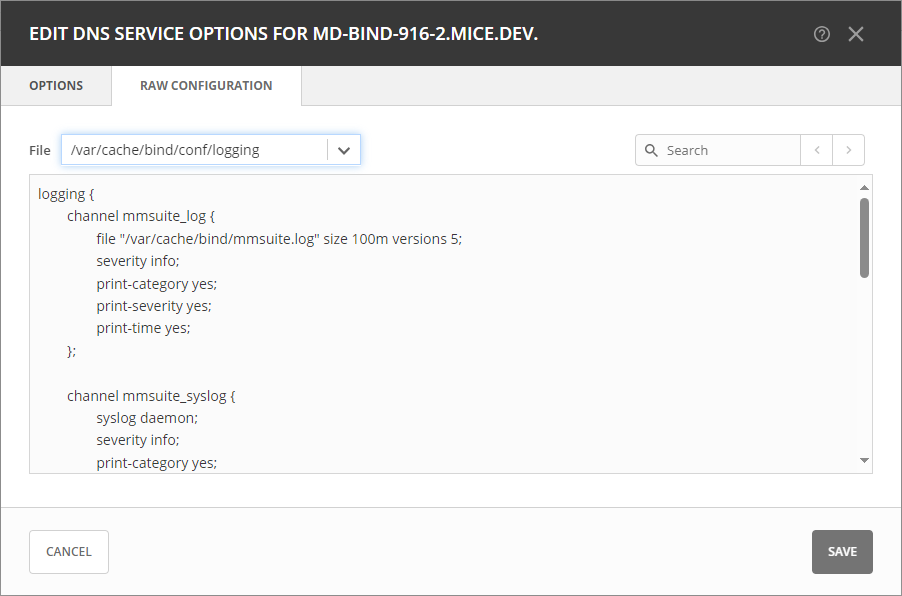 EDIT DNS SERVICE OPTIONS FOR MD-BIND-916-2.MICE.DEV.
OPTIONS RAW CONFIGURATION
File /var/cache/bind/conf/logging Search
logging {
channel mmsuite_log {
file "/var/cache/bind/mmsuite.log" size 100m versions 5;
severity info;
print-category yes;
print-severity yes;
print-time yes;
};
channel mmsuite_syslog {
syslog daemon;
severity info;
print-category yes;
CANCEL SAVE